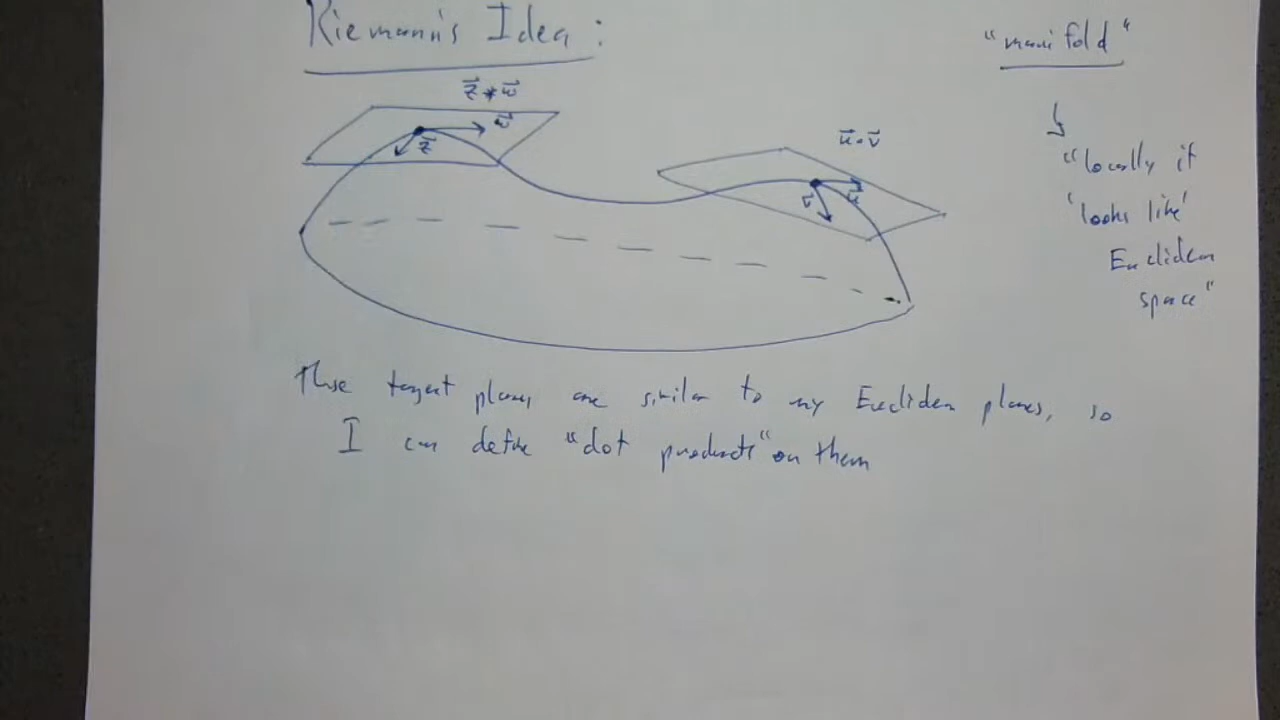 Riemann's Idea:
"manifold"
z⃗ * w⃗
w⃗
z⃗
u⃗ · v⃗
u⃗
v⃗
"locally it
'looks like'
Euclidean
space"
These tangent planes are similar to my Euclidean planes, so
I can define "dot products" on them